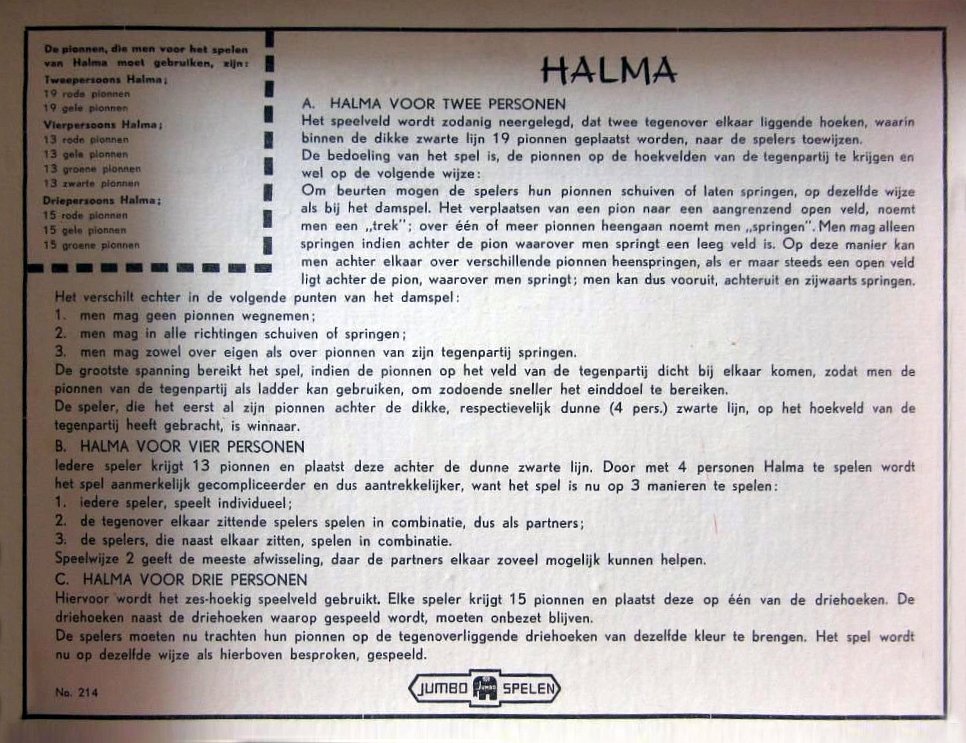 De pionnen, die men voor het spelen
van Halma moet gebruiken, zijn:
Tweepersoons Halma;
19 rode pionnen
19 gele pionnen
Vierpersoons Halma;
13 rode pionnen
13 gele pionnen
13 groene pionnen
13 zwarte pionnen
Driepersoons Halma;
15 rode pionnen
15 gele pionnen
15 groene pionnen
HALMA
A. HALMA VOOR TWEE PERSONEN
Het speelveld wordt zodanig neergelegd, dat twee tegenover elkaar liggende hoeken, waarin
binnen de dikke zwarte lijn 19 pionnen geplaatst worden, naar de spelers toewijzen.
De bedoeling van het spel is, de pionnen op de hoekvelden van de tegenpartij te krijgen en
wel op de volgende wijze:
Om beurten mogen de spelers hun pionnen schuiven of laten springen, op dezelfde wijze
als bij het damspel. Het verplaatsen van een pion naar een aangrenzend open veld, noemt
men een „trek"; over één of meer pionnen heengaan noemt men „springen". Men mag alleen
springen indien achter de pion waarover men springt een leeg veld is. Op deze manier kan
men achter elkaar over verschillende pionnen heenspringen, als er maar steeds een open veld
ligt achter de pion, waarover men springt; men kan dus vooruit, achteruit en zijwaarts springen.
Het verschilt echter in de volgende punten van het damspel:
1. men mag geen pionnen wegnemen;
2. men mag in alle richtingen schuiven of springen;
3. men mag zowel over eigen als over pionnen van zijn tegenpartij springen.
De grootste spanning bereikt het spel, indien de pionnen op het veld van de tegenpartij dicht bij elkaar komen, zodat men de
pionnen van de tegenpartij als ladder kan gebruiken, om zodoende sneller het einddoel te bereiken.
De speler, die het eerst al zijn pionnen achter de dikke, respectievelijk dunne (4 pers.) zwarte lijn, op het hoekveld van de
tegenpartij heeft gebracht, is winnaar.
B. HALMA VOOR VIER PERSONEN
Iedere speler krijgt 13 pionnen en plaatst deze achter de dunne zwarte lijn. Door met 4 personen Halma te spelen wordt
het spel aanmerkelijk gecompliceerder en dus aantrekkelijker, want het spel is nu op 3 manieren te spelen:
1. iedere speler, speelt individueel;
2. de tegenover elkaar zittende spelers spelen in combinatie, dus als partners;
3. de spelers, die naast elkaar zitten, spelen in combinatie.
Speelwijze 2 geeft de meeste afwisseling, daar de partners elkaar zoveel mogelijk kunnen helpen.
C. HALMA VOOR DRIE PERSONEN
Hiervoor wordt het zes-hoekig speelveld gebruikt. Elke speler krijgt 15 pionnen en plaatst deze op één van de driehoeken. De
driehoeken naast de driehoeken waarop gespeeld wordt, moeten onbezet blijven.
De spelers moeten nu trachten hun pionnen op de tegenoverliggende driehoeken van dezelfde kleur te brengen. Het spel wordt
nu op dezelfde wijze als hierboven besproken, gespeeld.
No. 214
JUMBO Jumbo SPELEN